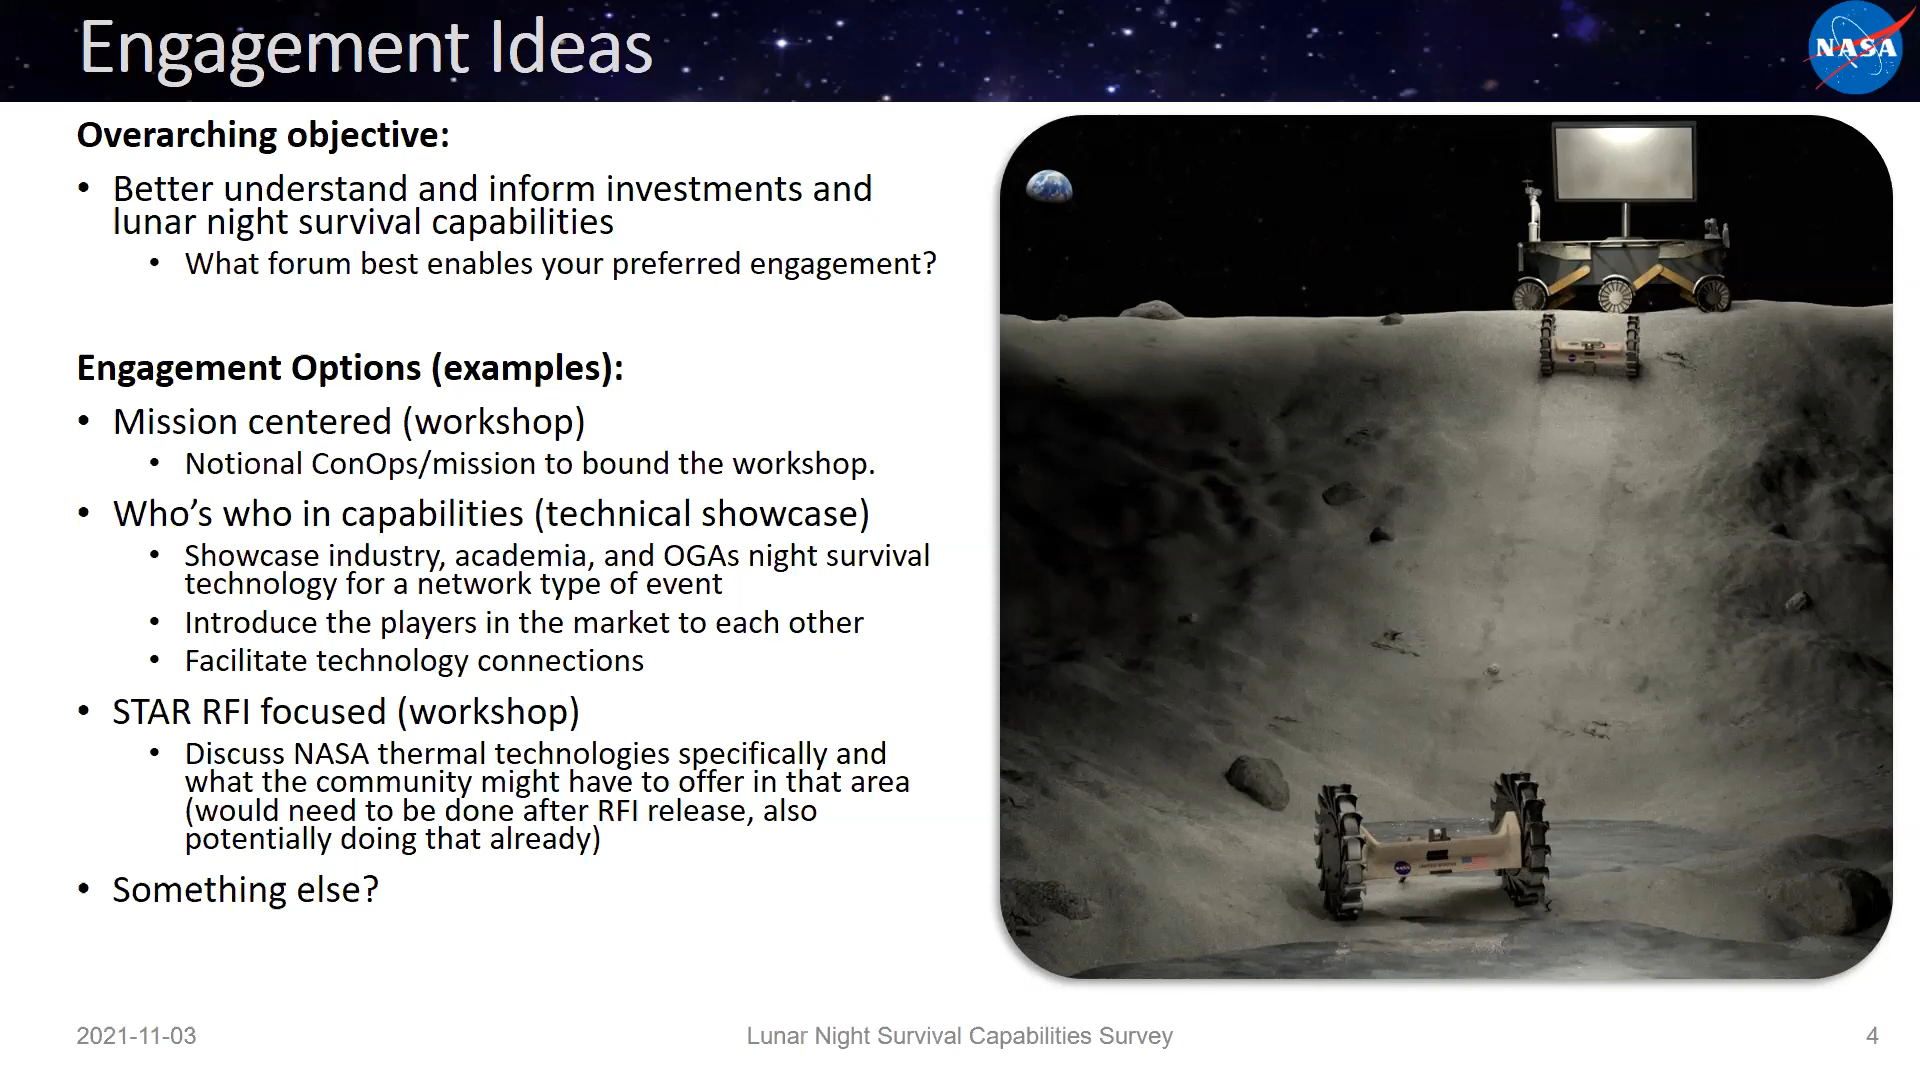 Engagement Ideas
NASA
Overarching objective:
• Better understand and inform investments and
lunar night survival capabilities
• What forum best enables your preferred engagement?
Engagement Options (examples):
• Mission centered (workshop)
• Notional ConOps/mission to bound the workshop.
• Who’s who in capabilities (technical showcase)
• Showcase industry, academia, and OGAs night survival
technology for a network type of event
• Introduce the players in the market to each other
• Facilitate technology connections
• STAR RFI focused (workshop)
• Discuss NASA thermal technologies specifically and
what the community might have to offer in that area
(would need to be done after RFI release, also
potentially doing that already)
• Something else?
2021-11-03
Lunar Night Survival Capabilities Survey
4